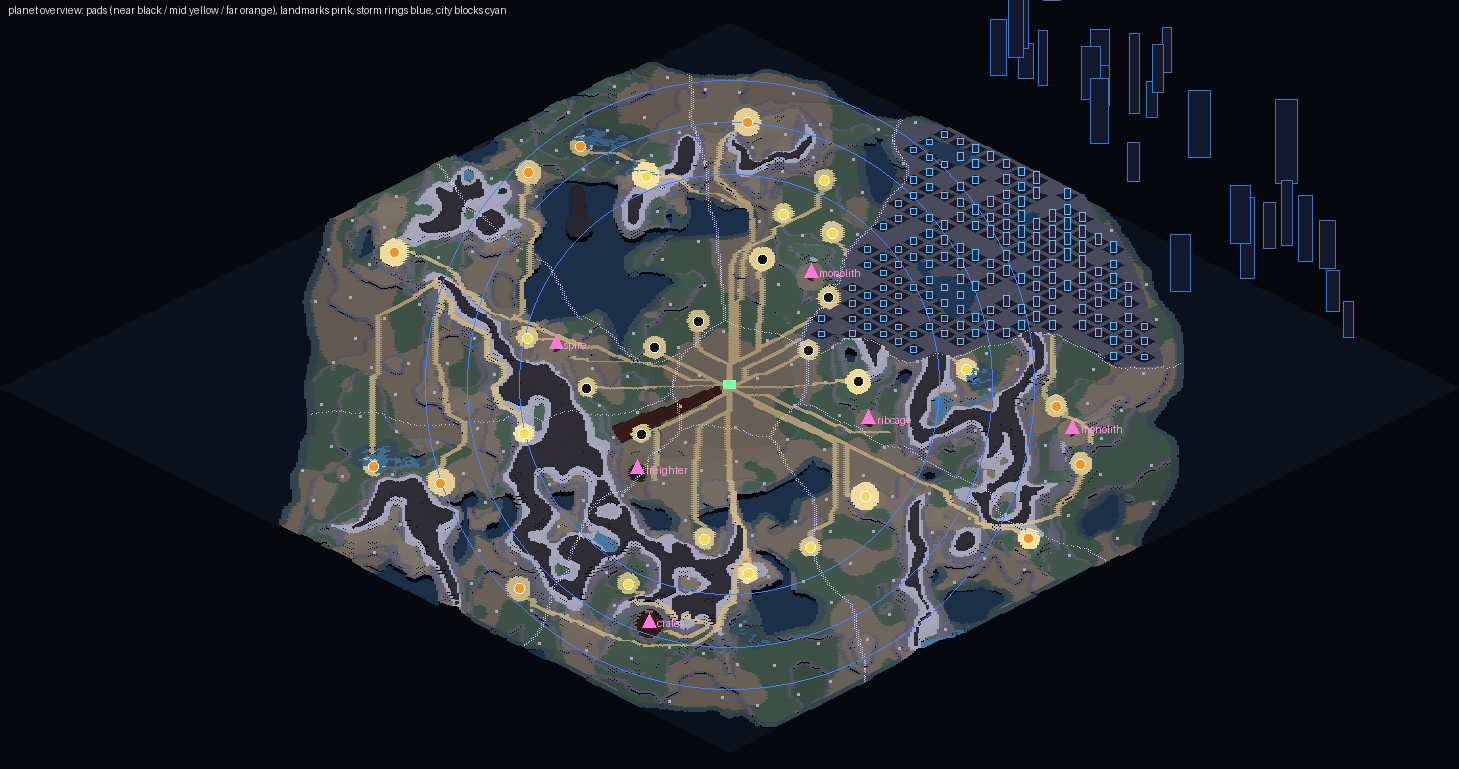 planet overview: pads (near black / mid yellow / far orange), landmarks pink, storm rings blue, city blocks cyan
monolith
spire
ribcage
monolith
freighter
crater